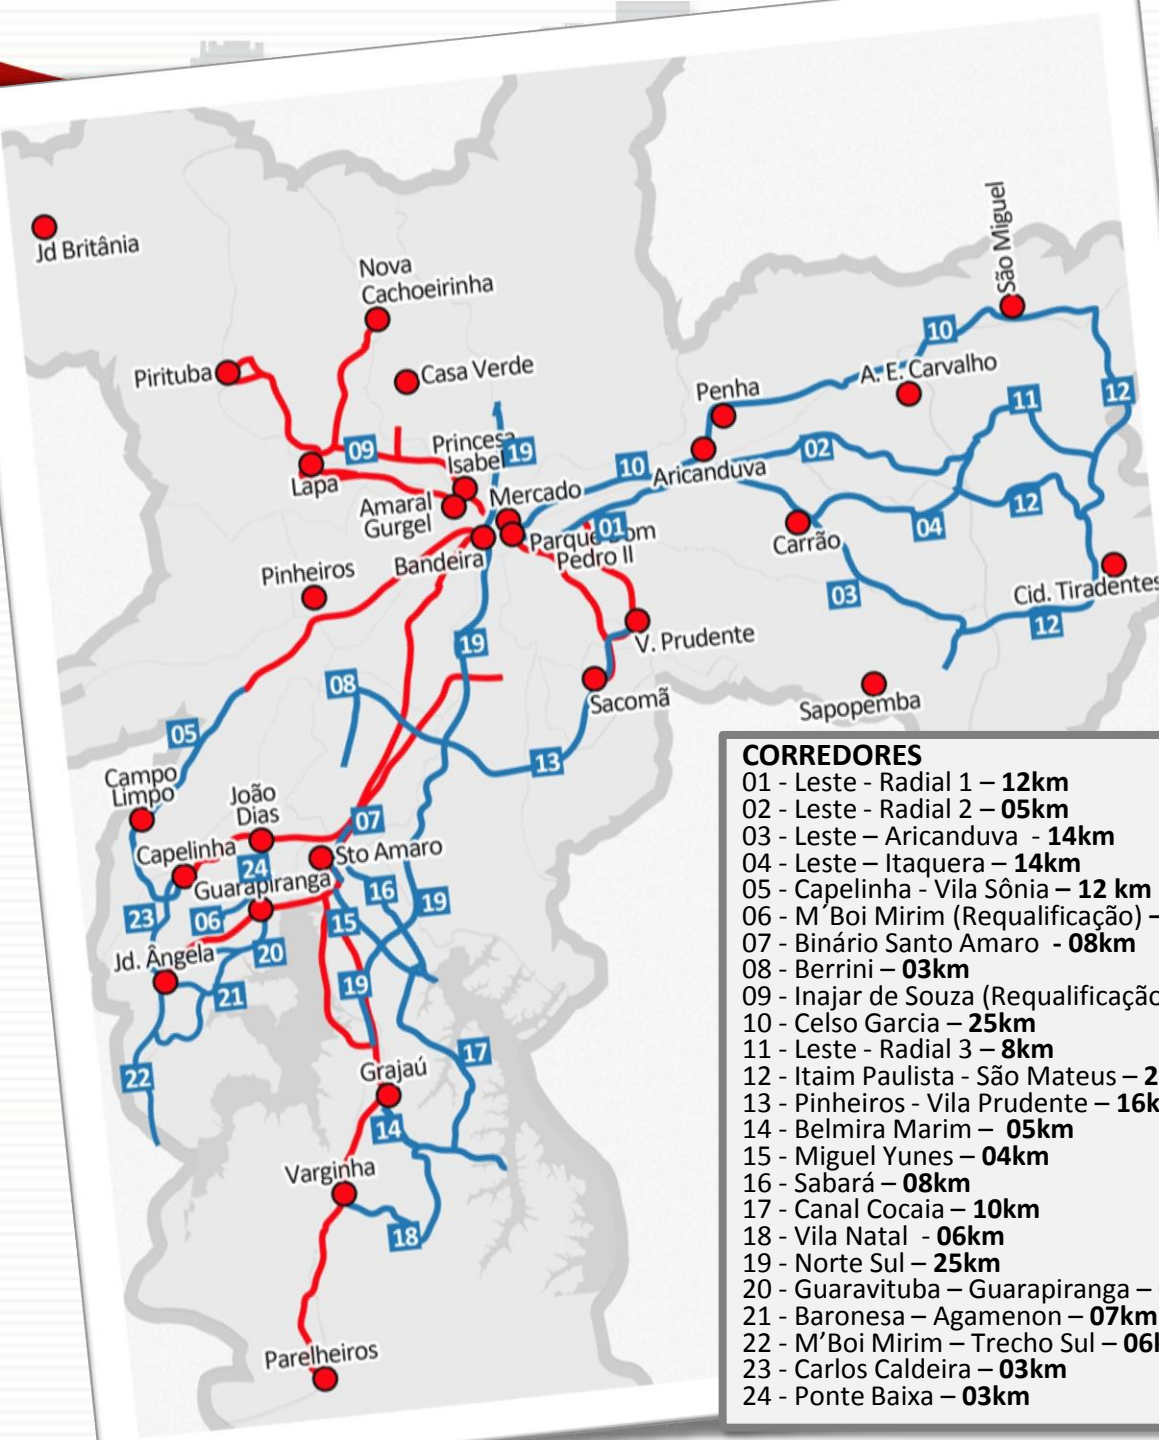 São Miguel
Jd Britânia
Nova
Cachoeirinha
10
Pirituba
Casa Verde
A. E. Carvalho
Penha
12
11
09
Princesa
Isabel
19
02
10
Lapa
Aricanduva
Amaral
Gurgel
Mercado
12
01
04
Parque Dom
Pedro II
Carrão
Bandeira
Pinheiros
Cid. Tiradentes
03
12
19
V. Prudente
08
Sacomã
Sapopemba
05
13
Campo
Limpo
João
Dias
07
Capelinha
Sto Amaro
24
Guarapiranga
16
19
23
06
15
Jd. Ângela
20
19
21
17
22
Grajaú
14
Varginha
18
Parelheiros
CORREDORES
01 - Leste - Radial 1 – 12km
02 - Leste - Radial 2 – 05km
03 - Leste – Aricanduva - 14km
04 - Leste – Itaquera – 14km
05 - Capelinha - Vila Sônia – 12 km
06 - M´Boi Mirim (Requalificação) –
07 - Binário Santo Amaro - 08km
08 - Berrini – 03km
09 - Inajar de Souza (Requalificação
10 - Celso Garcia – 25km
11 - Leste - Radial 3 – 8km
12 - Itaim Paulista - São Mateus – 2
13 - Pinheiros - Vila Prudente – 16k
14 - Belmira Marim – 05km
15 - Miguel Yunes – 04km
16 - Sabará – 08km
17 - Canal Cocaia – 10km
18 - Vila Natal - 06km
19 - Norte Sul – 25km
20 - Guaravituba – Guarapiranga –
21 - Baronesa – Agamenon – 07km
22 - M’Boi Mirim – Trecho Sul – 06
23 - Carlos Caldeira – 03km
24 - Ponte Baixa – 03km